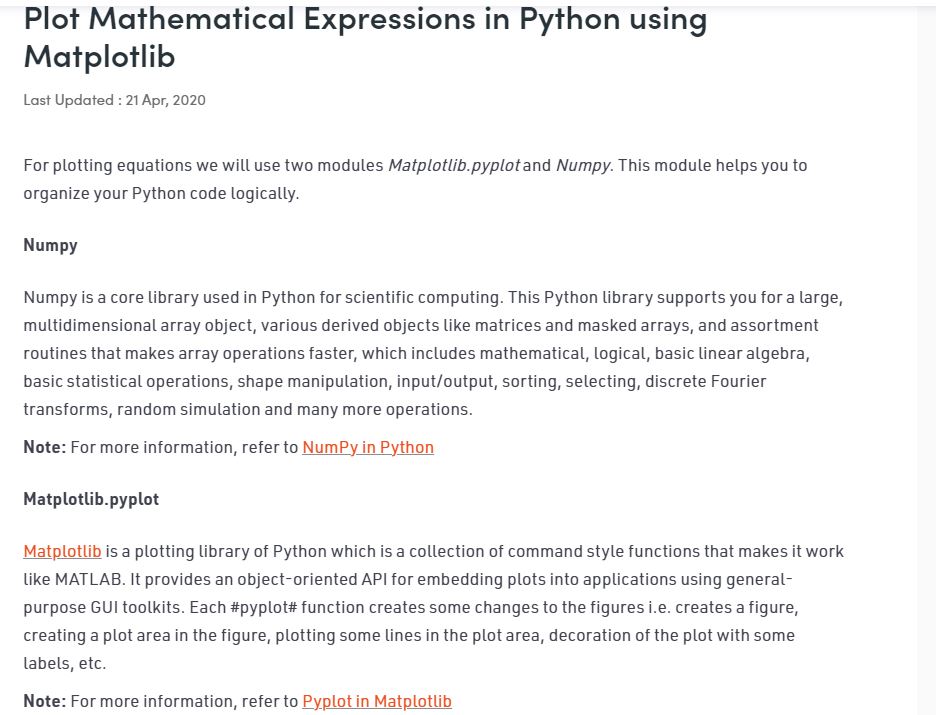 Plot Mathematical Expressions in Python using
Matplotlib
Last Updated : 21 Apr, 2020
For plotting equations we will use two modules Matplotlib.pyplot and Numpy. This module helps you to
organize your Python code logically.
Numpy
Numpy is a core library used in Python for scientific computing. This Python library supports you for a large,
multidimensional array object, various derived objects like matrices and masked arrays, and assortment
routines that makes array operations faster, which includes mathematical, logical, basic linear algebra,
basic statistical operations, shape manipulation, input/output, sorting, selecting, discrete Fourier
transforms, random simulation and many more operations.
Note: For more information, refer to NumPy in Python
Matplotlib.pyplot
Matplotlib is a plotting library of Python which is a collection of command style functions that makes it work
like MATLAB. It provides an object-oriented API for embedding plots into applications using general-
purpose GUI toolkits. Each #pyplot# function creates some changes to the figures i.e. creates a figure,
creating a plot area in the figure, plotting some lines in the plot area, decoration of the plot with some
labels, etc.
Note: For more information, refer to Pyplot in Matplotlib